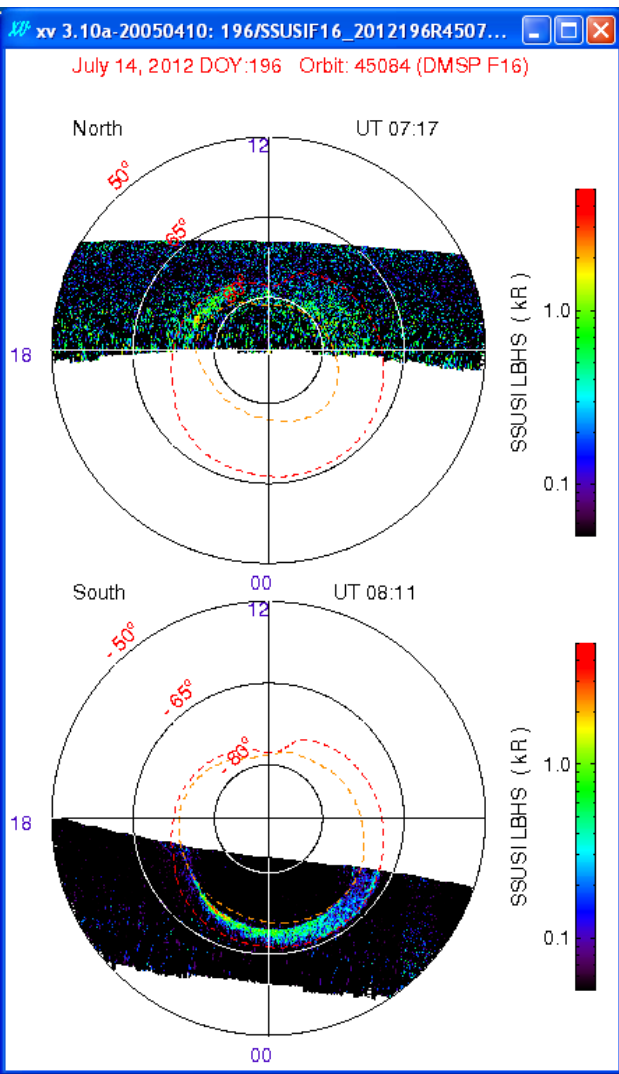 xv 3.10a-20050410: 196/SSUSIF16_2012196R4507...
July 14, 2012 DOY:196 Orbit: 45064 (DMSP F16)
North
UT 07:17
12
50°
65°
80°
18
00
SSUSI LBHS ( kR )
1.0
0.1
South
UT 08:11
12
- 50°
- 65°
- 80°
18
00
SSUSI LBHS ( kR )
1.0
0.1